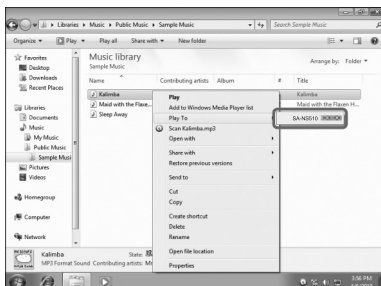 Libraries ▸ Music ▸ Public Music ▸ Sample Music
Search Sample Music
Organize ▾ Play ▾ Play all Share with ▾ New folder
Favorites
Desktop
Downloads
Recent Places
Libraries
Documents
Music
My Music
Public Music
Sample Musi
Pictures
Videos
Homegroup
Computer
Network
Music library
Sample Music
Arrange by: Folder ▾
Name Contributing artists Album # Title
Kalimba
Maid with the Flaxe...
Sleep Away
Kalimba
Maid with the Flaxen H...
Play
Add to Windows Media Player list
Play To
SA-NS510
Scan Kalimba.mp3
Open with
Share with
Restore previous versions
Send to
Cut
Copy
Create shortcut
Delete
Rename
Open file location
Properties
Kalimba State:
MP3 Format Sound Contributing artists: Mr
3:56 PM